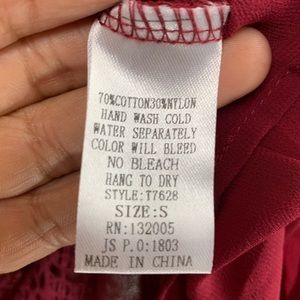 70%COTTON30%NYLON
HAND WASH COLD
WATER SEPARATELY
COLOR WILL BLEED
NO BLEACH
HANG TO DRY
STYLE:T7628
SIZE:S
RN:132005
JS P.O:1803
MADE IN CHINA